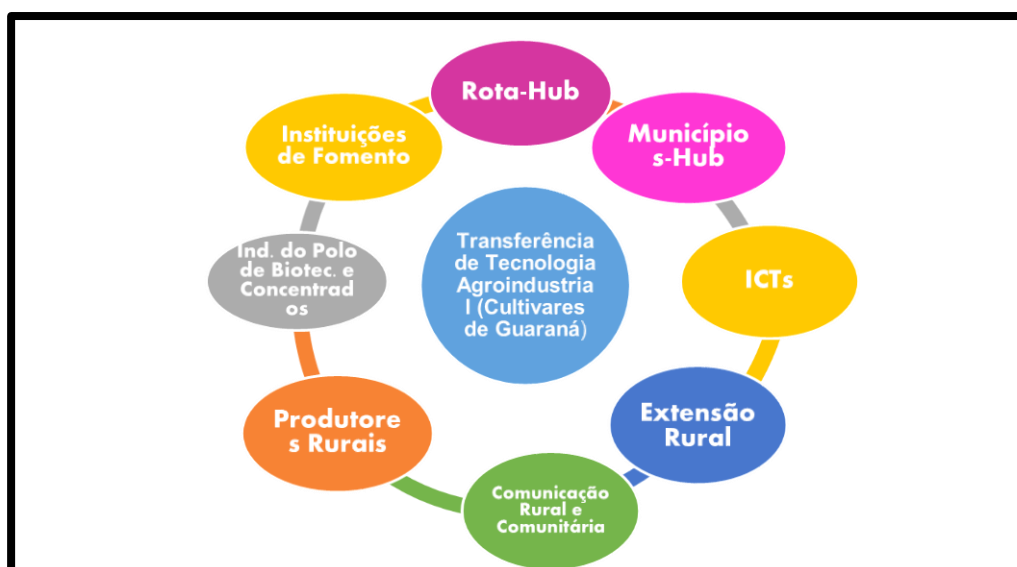 Rota-Hub
Município
s-Hub
ICTs
Extensão
Rural
Comunicação
Rural e
Comunitária
Produtore
s Rurais
Ind. do Polo
de Biotec. e
Concentrad
os
Instituições
de Fomento
Transferência
de Tecnologia
Agroindustria
l (Cultivares
de Guaraná)